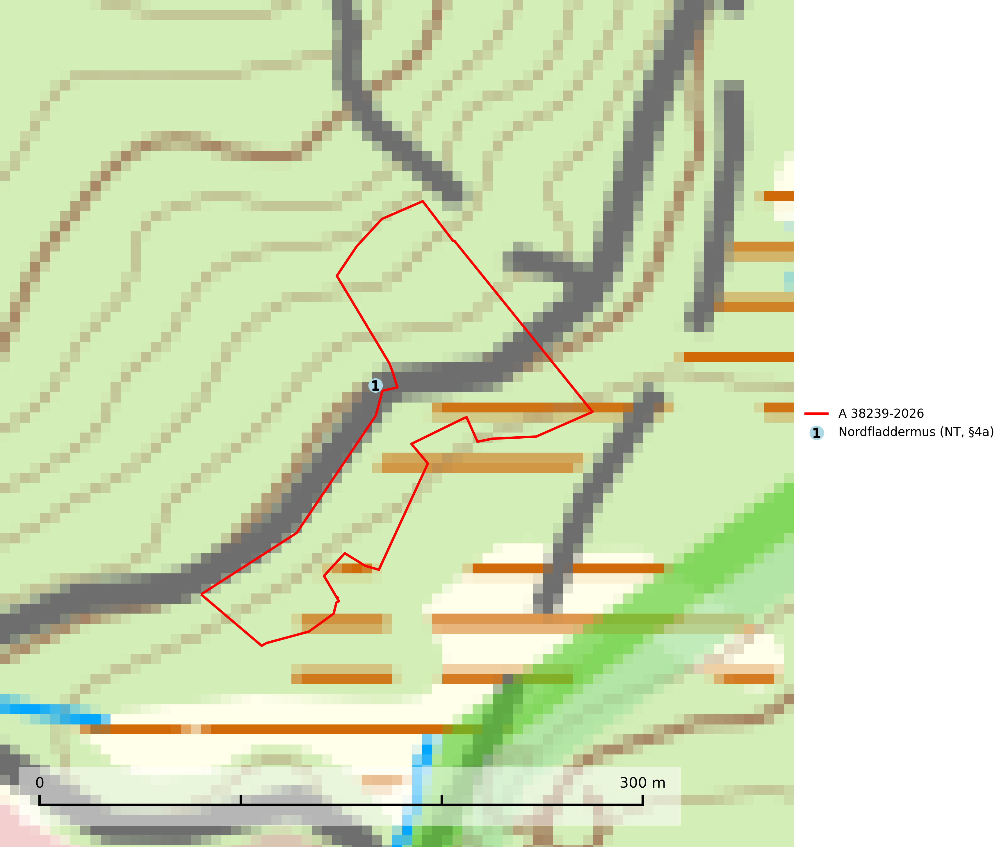 1
A 38239-2026
1 Nordfladdermus (NT, §4a)
0 300 m